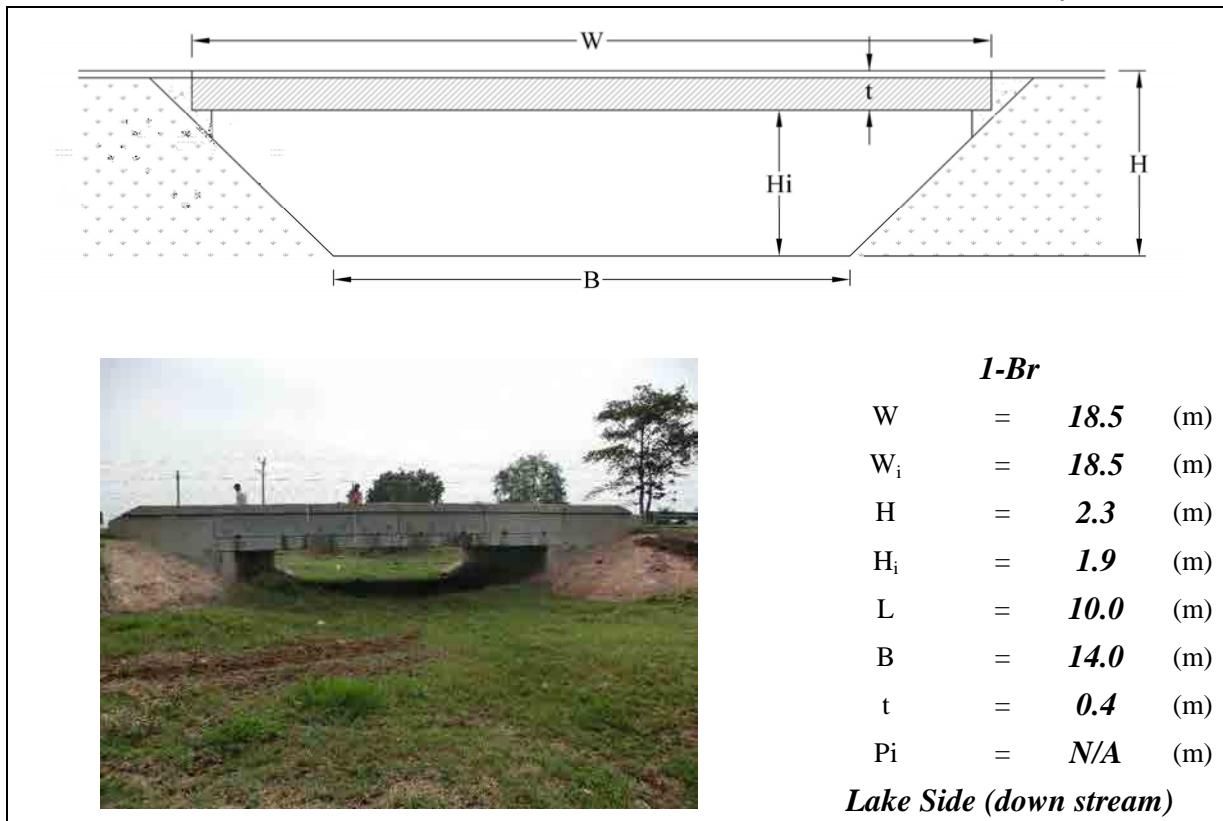 W
t
Hi
H
B
1-Br
W = 18.5 (m)
Wi = 18.5 (m)
H = 2.3 (m)
Hi = 1.9 (m)
L = 10.0 (m)
B = 14.0 (m)
t = 0.4 (m)
Pi = N/A (m)
Lake Side (down stream)